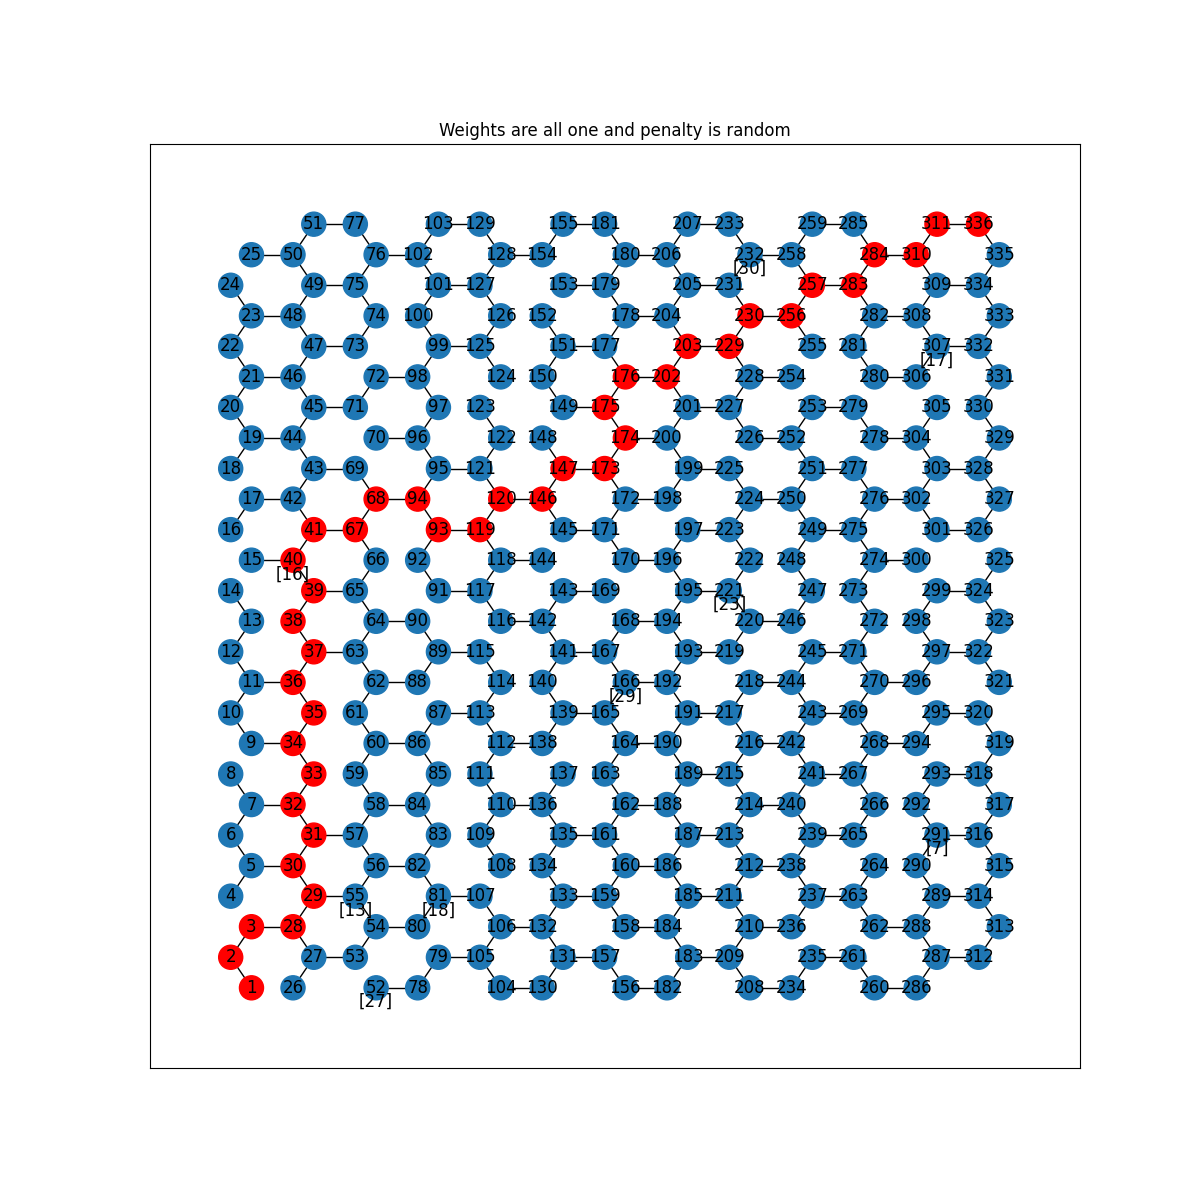 Weights are all one and penalty is random
51 77 103 129 155 181 207 233 259 285 311 336
25 50 76 102 128 154 180 206 232 258 284 310 335
[30]
24 49 75 101 127 153 179 205 231 257 283 309 334
23 48 74 100 126 152 178 204 230 256 282 308 333
22 47 73 99 125 151 177 203 229 255 281 307 332
[17]
21 46 72 98 124 150 176 202 228 254 280 306 331
20 45 71 97 123 149 175 201 227 253 279 305 330
19 44 70 96 122 148 174 200 226 252 278 304 329
18 43 69 95 121 147 173 199 225 251 277 303 328
17 42 68 94 120 146 172 198 224 250 276 302 327
16 41 67 93 119 145 171 197 223 249 275 301 326
15 40 66 92 118 144 170 196 222 248 274 300 325
[16]
14 39 65 91 117 143 169 195 221 247 273 299 324
[23]
13 38 64 90 116 142 168 194 220 246 272 298 323
12 37 63 89 115 141 167 193 219 245 271 297 322
11 36 62 88 114 140 166 192 218 244 270 296 321
[29]
10 35 61 87 113 139 165 191 217 243 269 295 320
9 34 60 86 112 138 164 190 216 242 268 294 319
8 33 59 85 111 137 163 189 215 241 267 293 318
7 32 58 84 110 136 162 188 214 240 266 292 317
6 31 57 83 109 135 161 187 213 239 265 291 316
[7]
5 30 56 82 108 134 160 186 212 238 264 290 315
4 29 55 81 107 133 159 185 211 237 263 289 314
[13] [18]
3 28 54 80 106 132 158 184 210 236 262 288 313
2 27 53 79 105 131 157 183 209 235 261 287 312
1 26 52 78 104 130 156 182 208 234 260 286
[27]